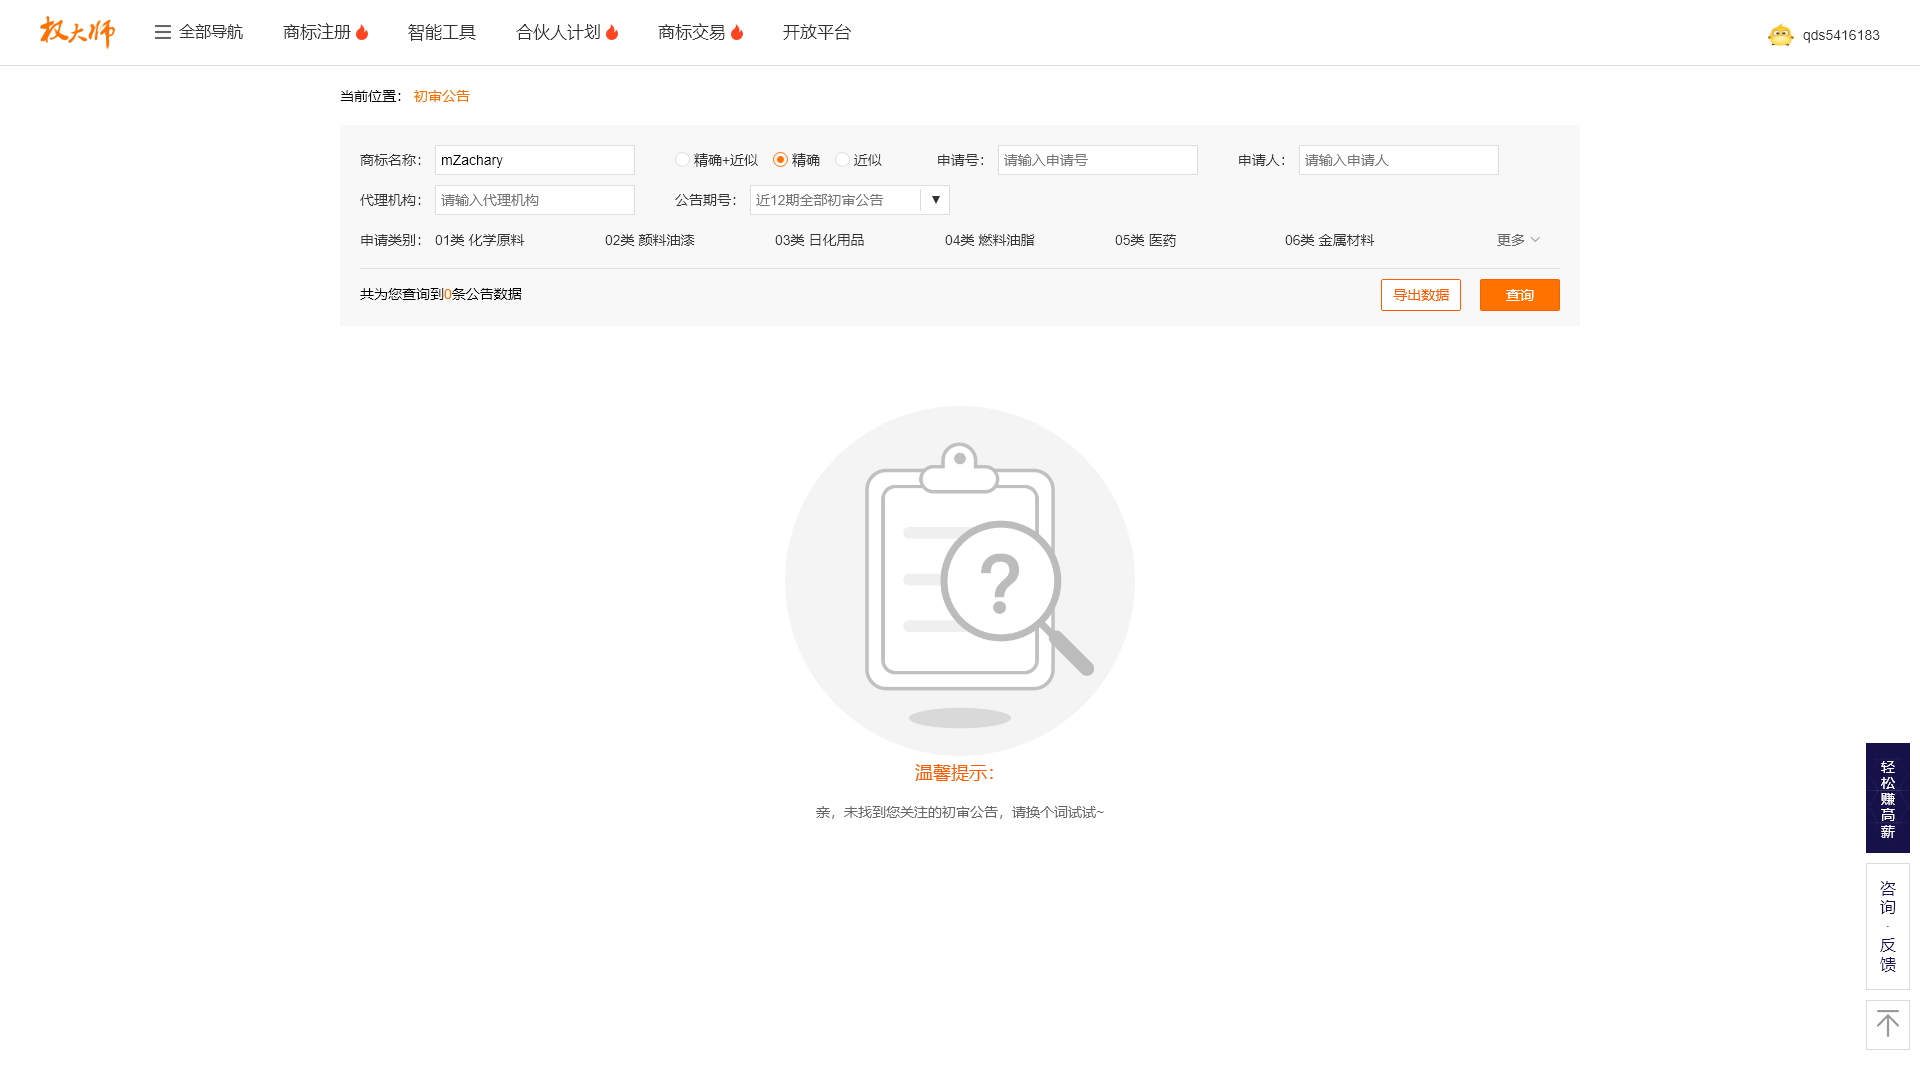 权大师 全部导航 商标注册 智能工具 合伙人计划 商标交易 开放平台 qds5416183
当前位置： 初审公告
商标名称： mZachary 精确+近似 精确 近似 申请号： 请输入申请号 申请人： 请输入申请人
代理机构： 请输入代理机构 公告期号： 近12期全部初审公告 ▼
申请类别： 01类 化学原料 02类 颜料油漆 03类 日化用品 04类 燃料油脂 05类 医药 06类 金属材料 更多
共为您查询到0条公告数据 导出数据 查询
?
温馨提示：
亲，未找到您关注的初审公告，请换个词试试~
轻松赚高薪
咨询·反馈